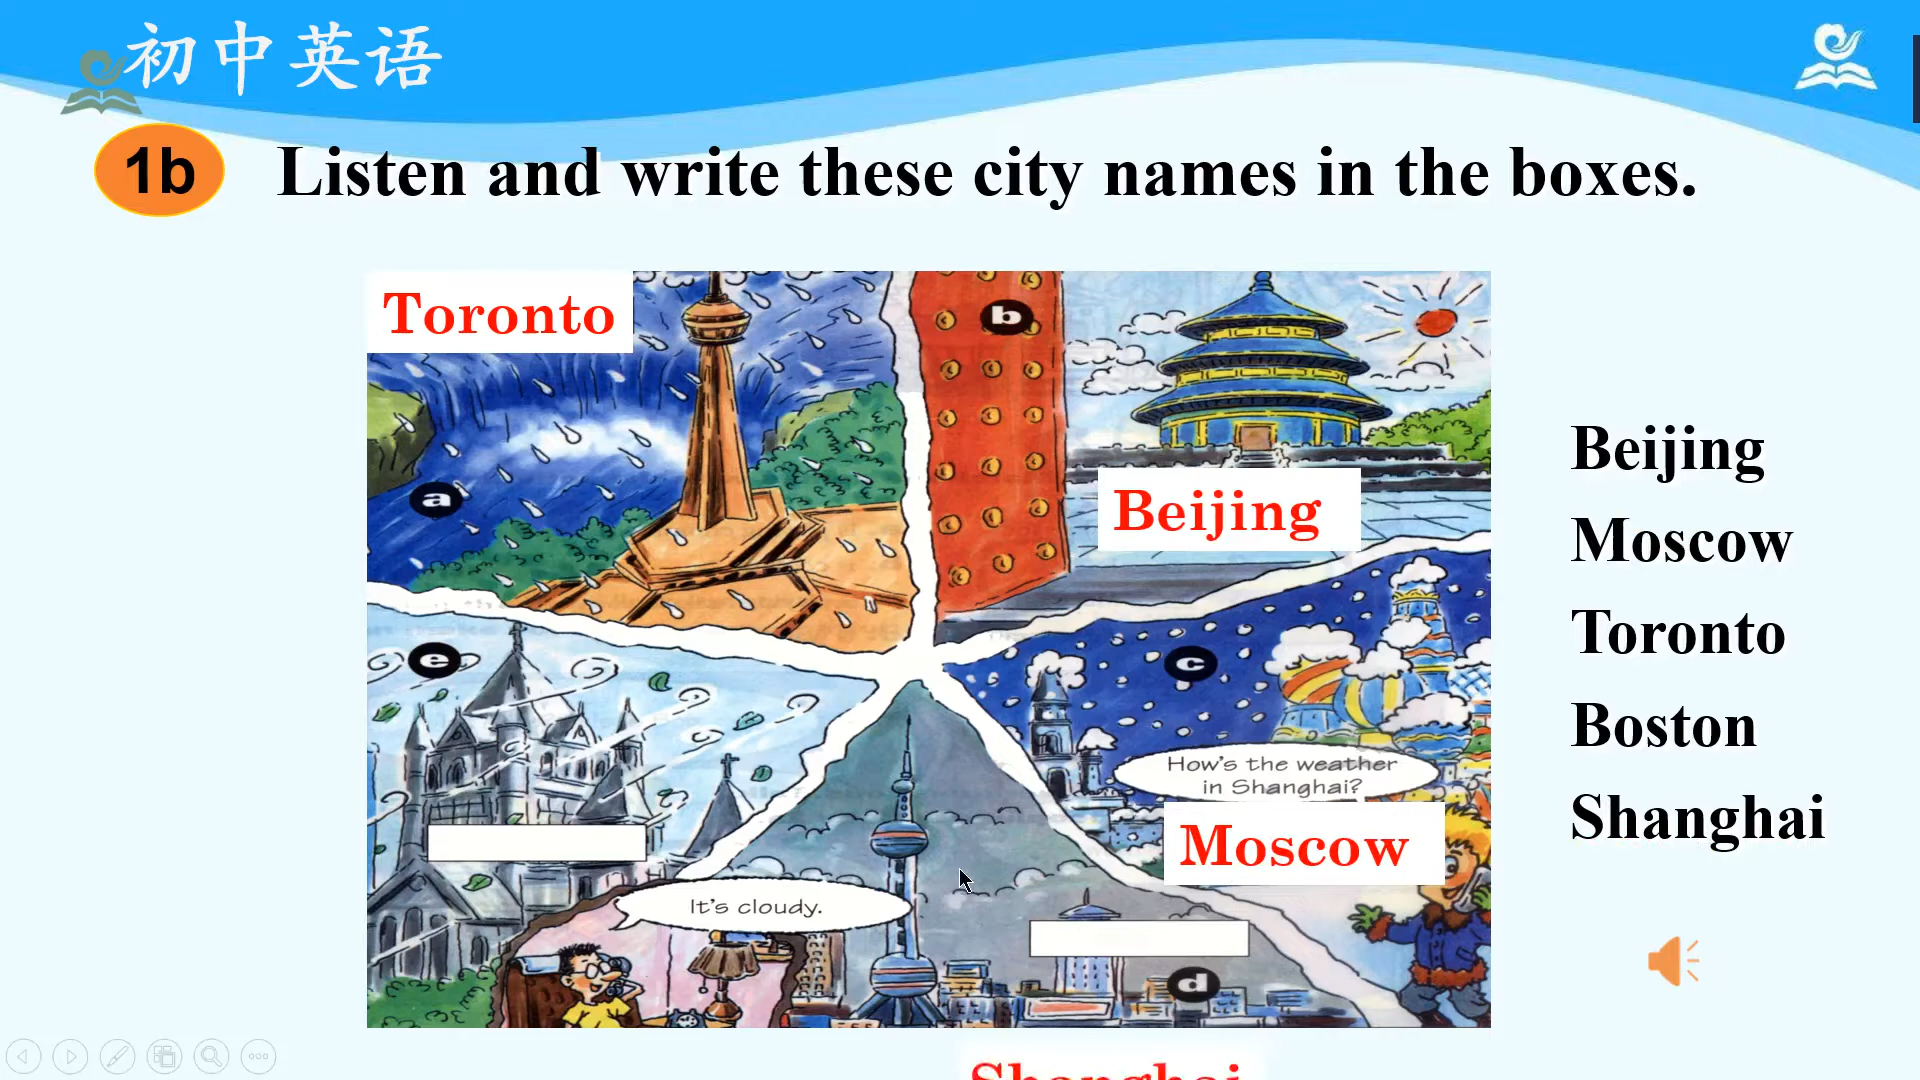 初中英语
1b Listen and write these city names in the boxes.
Toronto
b
a
Beijing
Beijing
Moscow
Toronto
Boston
Shanghai
e
c
How's the weather
in Shanghai?
Moscow
It's cloudy.
d
Shanghai